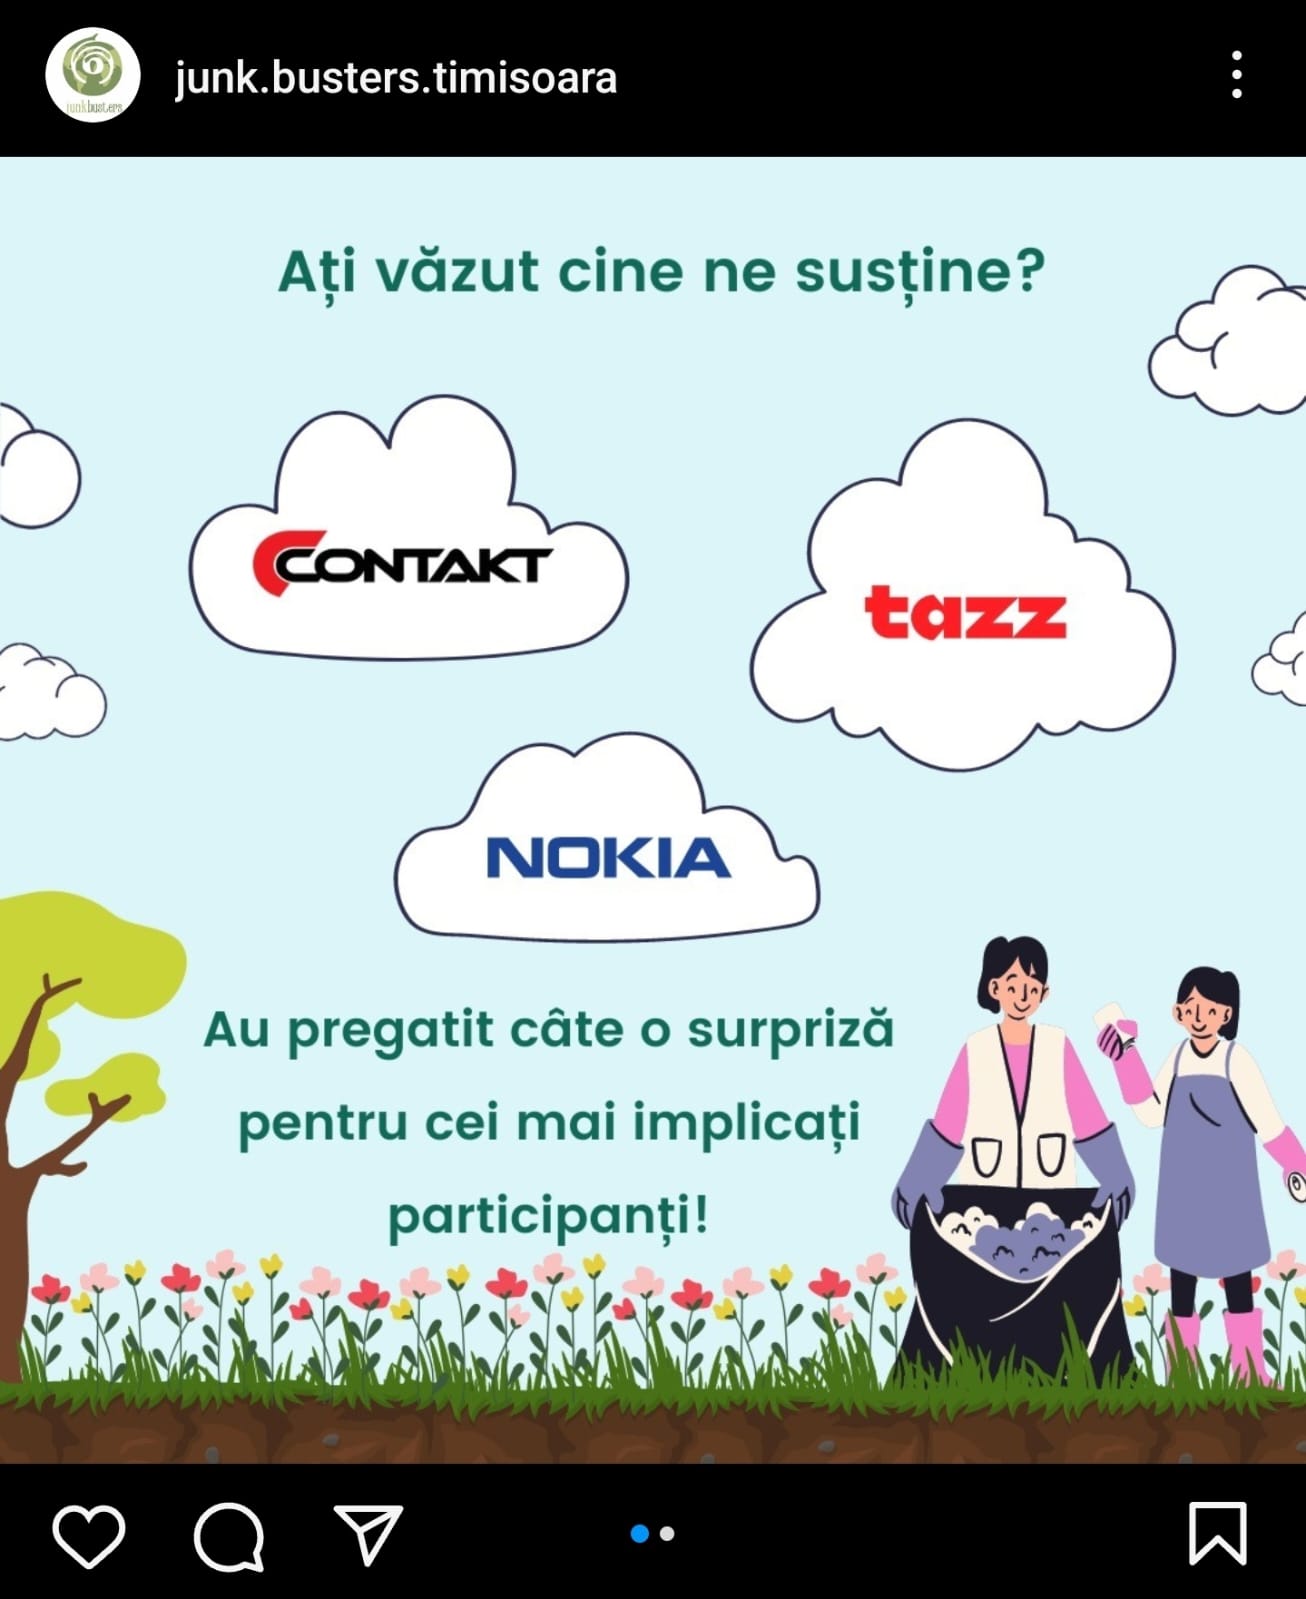 junk.busters.timisoara
junkbusters
Ați văzut cine ne susține?
CONTAKT
tazz
NOKIA
Au pregatit câte o surpriză
pentru cei mai implicați
participanți!